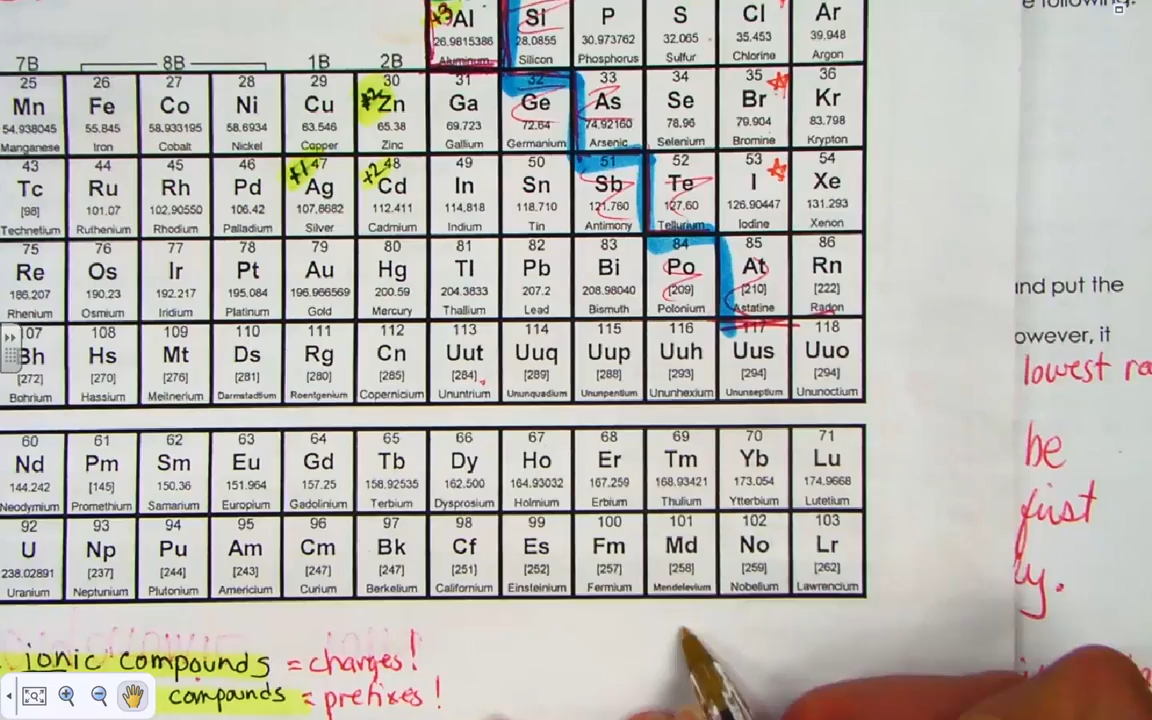 e following:
+3 Al Si P S Cl Ar
26.9815386 28.0855 30.973762 32.065 35.453 39.948
Aluminum Silicon Phosphorus Sulfur Chlorine Argon
7B 8B 1B 2B
25 26 27 28 29 30 31 32 33 34 35 36
Mn Fe Co Ni Cu +2 Zn Ga Ge As Se Br Kr
54.938045 55.845 58.933195 58.6934 63.546 65.38 69.723 72.64 74.92160 78.96 79.904 83.798
Manganese Iron Cobalt Nickel Copper Zinc Gallium Germanium Arsenic Selenium Bromine Krypton
43 44 45 46 +1 47 +2 48 49 50 51 52 53 54
Tc Ru Rh Pd Ag Cd In Sn Sb Te I Xe
[98] 101.07 102.90550 106.42 107.8682 112.411 114.818 118.710 121.760 127.60 126.90447 131.293
Technetium Ruthenium Rhodium Palladium Silver Cadmium Indium Tin Antimony Tellurium Iodine Xenon
75 76 77 78 79 80 81 82 83 84 85 86
Re Os Ir Pt Au Hg Tl Pb Bi Po At Rn
186.207 190.23 192.217 195.084 196.966569 200.59 204.3833 207.2 208.98040 [209] [210] [222]
Rhenium Osmium Iridium Platinum Gold Mercury Thallium Lead Bismuth Polonium Astatine Radon
107 108 109 110 111 112 113 114 115 116 117 118
Bh Hs Mt Ds Rg Cn Uut Uuq Uup Uuh Uus Uuo
[272] [270] [276] [281] [280] [285] [284] [289] [288] [293] [294] [294]
Bohrium Hassium Meitnerium Darmstadtium Roentgenium Copernicium Ununtrium Ununquadium Ununpentium Ununhexium Ununseptium Ununoctium
60 61 62 63 64 65 66 67 68 69 70 71
Nd Pm Sm Eu Gd Tb Dy Ho Er Tm Yb Lu
144.242 [145] 150.36 151.964 157.25 158.92535 162.500 164.93032 167.259 168.93421 173.054 174.9668
Neodymium Promethium Samarium Europium Gadolinium Terbium Dysprosium Holmium Erbium Thulium Ytterbium Lutetium
92 93 94 95 96 97 98 99 100 101 102 103
U Np Pu Am Cm Bk Cf Es Fm Md No Lr
238.02891 [237] [244] [243] [247] [247] [251] [252] [257] [258] [259] [262]
Uranium Neptunium Plutonium Americium Curium Berkelium Californium Einsteinium Fermium Mendelevium Nobelium Lawrencium
ionic compounds = charges!
compounds = prefixes!
and put the
owever, it
lowest ra
be
first
ly.